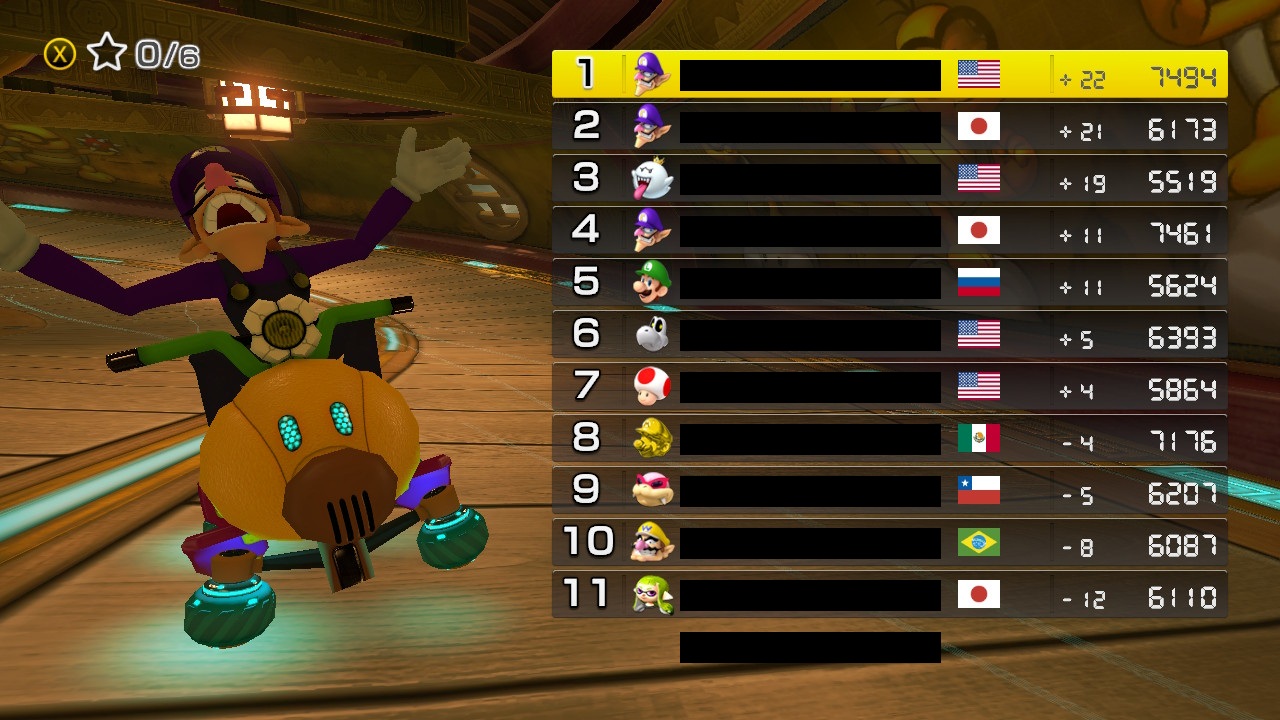 X 0/6
1 + 22 7494
2 + 21 6173
3 + 19 5519
4 + 11 7461
5 + 11 5624
6 + 5 6393
7 + 4 5864
8 - 4 7176
9 - 5 6207
10 - 8 6087
11 - 12 6110